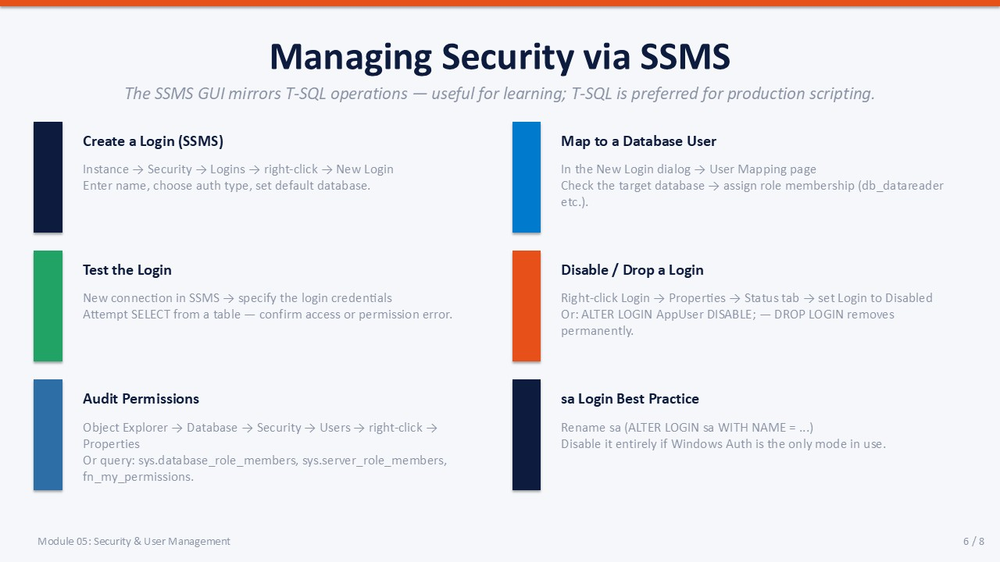 Managing Security via SSMS
The SSMS GUI mirrors T-SQL operations — useful for learning; T-SQL is preferred for production scripting.
Create a Login (SSMS)
Instance → Security → Logins → right-click → New Login
Enter name, choose auth type, set default database.
Map to a Database User
In the New Login dialog → User Mapping page
Check the target database → assign role membership (db_datareader
etc.).
Test the Login
New connection in SSMS → specify the login credentials
Attempt SELECT from a table — confirm access or permission error.
Disable / Drop a Login
Right-click Login → Properties → Status tab → set Login to Disabled
Or: ALTER LOGIN AppUser DISABLE; — DROP LOGIN removes
permanently.
Audit Permissions
Object Explorer → Database → Security → Users → right-click →
Properties
Or query: sys.database_role_members, sys.server_role_members,
fn_my_permissions.
sa Login Best Practice
Rename sa (ALTER LOGIN sa WITH NAME = ...)
Disable it entirely if Windows Auth is the only mode in use.
Module 05: Security & User Management
6 / 8